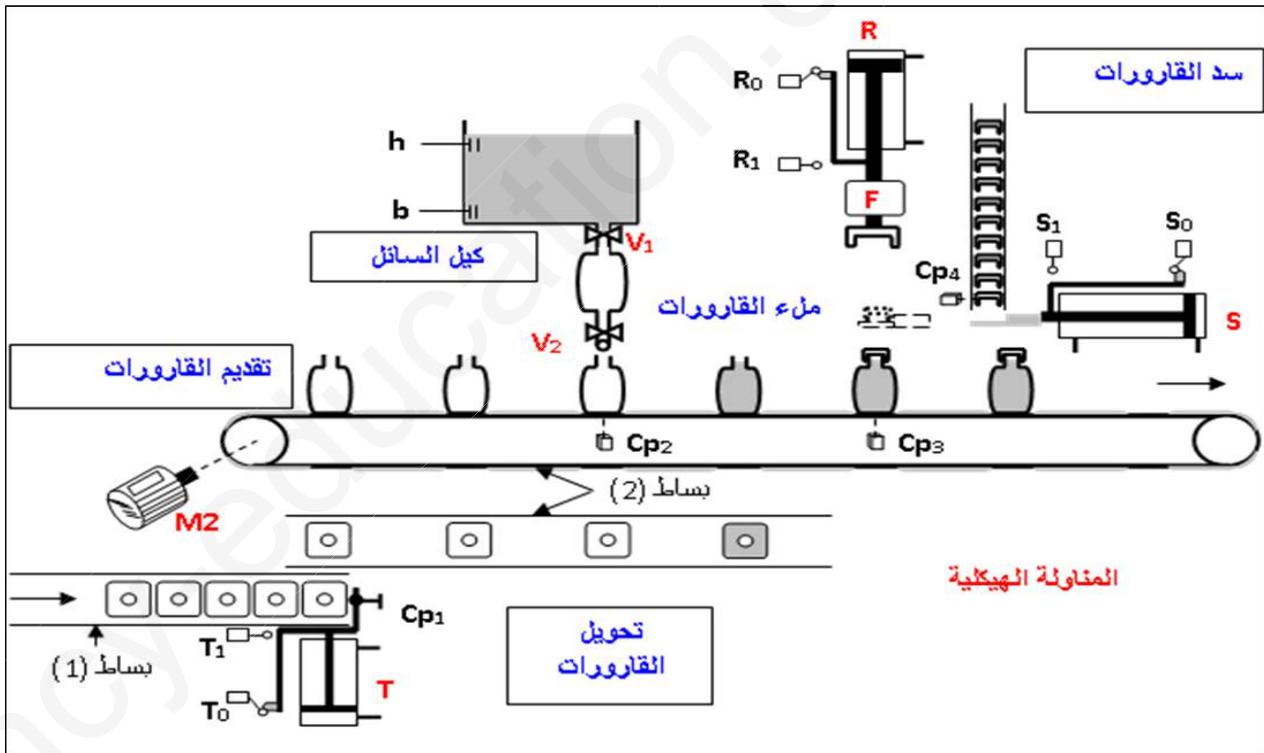 R
سد القارورات
R0
h
R1
F
S1
S0
b
V1
كيل السائل
Cp4
ملء القارورات
S
V2
تقديم القارورات
Cp2
Cp3
بساط (2)
M2
المناولة الهيكلية
Cp1
تحويل
القارورات
T1
بساط (1)
T
T0
ncyeducation.c